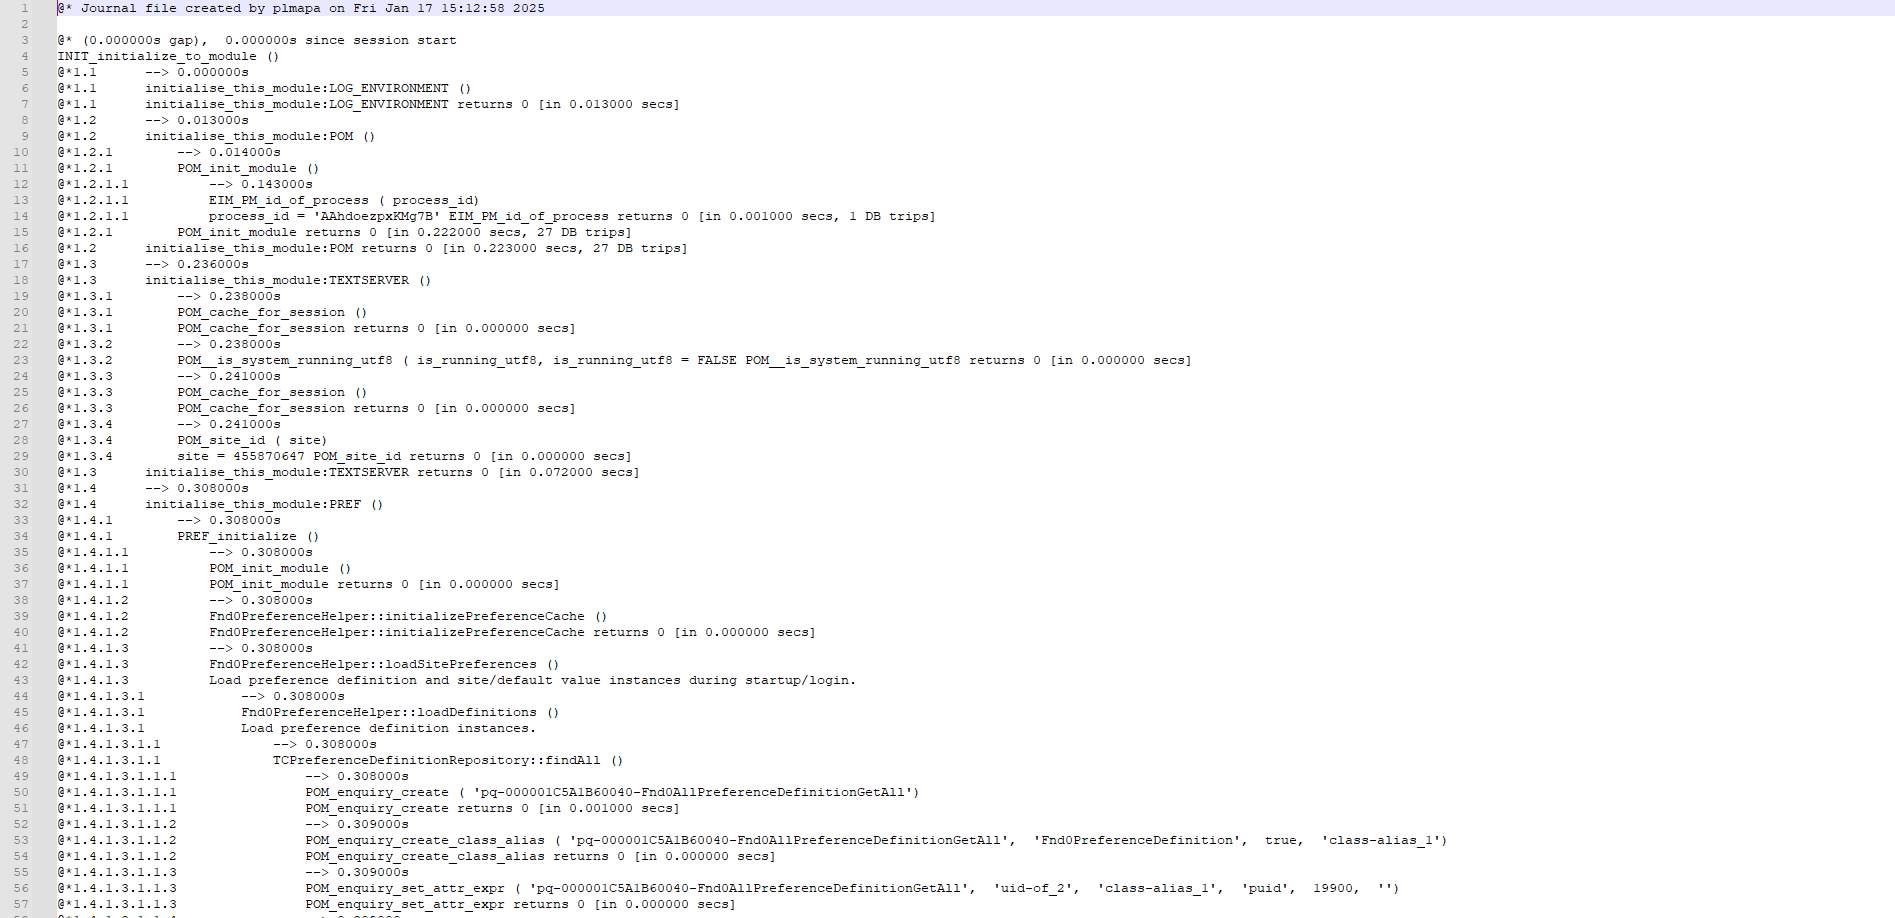 1 @* Journal file created by plmapa on Fri Jan 17 15:12:58 2025
2
3 @* (0.000000s gap),  0.000000s since session start
4 INIT_initialize_to_module ()
5 @*1.1      --> 0.000000s
6 @*1.1      initialise_this_module:LOG_ENVIRONMENT ()
7 @*1.1      initialise_this_module:LOG_ENVIRONMENT returns 0 [in 0.013000 secs]
8 @*1.2      --> 0.013000s
9 @*1.2      initialise_this_module:POM ()
10 @*1.2.1        --> 0.014000s
11 @*1.2.1        POM_init_module ()
12 @*1.2.1.1          --> 0.143000s
13 @*1.2.1.1          EIM_PM_id_of_process ( process_id)
14 @*1.2.1.1          process_id = 'AAhdoezpxKMg7B' EIM_PM_id_of_process returns 0 [in 0.001000 secs, 1 DB trips]
15 @*1.2.1        POM_init_module returns 0 [in 0.222000 secs, 27 DB trips]
16 @*1.2      initialise_this_module:POM returns 0 [in 0.223000 secs, 27 DB trips]
17 @*1.3      --> 0.236000s
18 @*1.3      initialise_this_module:TEXTSERVER ()
19 @*1.3.1        --> 0.238000s
20 @*1.3.1        POM_cache_for_session ()
21 @*1.3.1        POM_cache_for_session returns 0 [in 0.000000 secs]
22 @*1.3.2        --> 0.238000s
23 @*1.3.2        POM__is_system_running_utf8 ( is_running_utf8, is_running_utf8 = FALSE POM__is_system_running_utf8 returns 0 [in 0.000000 secs]
24 @*1.3.3        --> 0.241000s
25 @*1.3.3        POM_cache_for_session ()
26 @*1.3.3        POM_cache_for_session returns 0 [in 0.000000 secs]
27 @*1.3.4        --> 0.241000s
28 @*1.3.4        POM_site_id ( site)
29 @*1.3.4        site = 455870647 POM_site_id returns 0 [in 0.000000 secs]
30 @*1.3      initialise_this_module:TEXTSERVER returns 0 [in 0.072000 secs]
31 @*1.4      --> 0.308000s
32 @*1.4      initialise_this_module:PREF ()
33 @*1.4.1        --> 0.308000s
34 @*1.4.1        PREF_initialize ()
35 @*1.4.1.1          --> 0.308000s
36 @*1.4.1.1          POM_init_module ()
37 @*1.4.1.1          POM_init_module returns 0 [in 0.000000 secs]
38 @*1.4.1.2          --> 0.308000s
39 @*1.4.1.2          Fnd0PreferenceHelper::initializePreferenceCache ()
40 @*1.4.1.2          Fnd0PreferenceHelper::initializePreferenceCache returns 0 [in 0.000000 secs]
41 @*1.4.1.3          --> 0.308000s
42 @*1.4.1.3          Fnd0PreferenceHelper::loadSitePreferences ()
43 @*1.4.1.3          Load preference definition and site/default value instances during startup/login.
44 @*1.4.1.3.1            --> 0.308000s
45 @*1.4.1.3.1            Fnd0PreferenceHelper::loadDefinitions ()
46 @*1.4.1.3.1            Load preference definition instances.
47 @*1.4.1.3.1.1              --> 0.308000s
48 @*1.4.1.3.1.1              TCPreferenceDefinitionRepository::findAll ()
49 @*1.4.1.3.1.1.1                --> 0.308000s
50 @*1.4.1.3.1.1.1                POM_enquiry_create ( 'pq-000001C5A1B60040-Fnd0AllPreferenceDefinitionGetAll')
51 @*1.4.1.3.1.1.1                POM_enquiry_create returns 0 [in 0.001000 secs]
52 @*1.4.1.3.1.1.2                --> 0.309000s
53 @*1.4.1.3.1.1.2                POM_enquiry_create_class_alias ( 'pq-000001C5A1B60040-Fnd0AllPreferenceDefinitionGetAll',  'Fnd0PreferenceDefinition',  true,  'class-alias_1')
54 @*1.4.1.3.1.1.2                POM_enquiry_create_class_alias returns 0 [in 0.000000 secs]
55 @*1.4.1.3.1.1.3                --> 0.309000s
56 @*1.4.1.3.1.1.3                POM_enquiry_set_attr_expr ( 'pq-000001C5A1B60040-Fnd0AllPreferenceDefinitionGetAll',  'uid-of_2',  'class-alias_1',  'puid',  19900,  '')
57 @*1.4.1.3.1.1.3                POM_enquiry_set_attr_expr returns 0 [in 0.000000 secs]